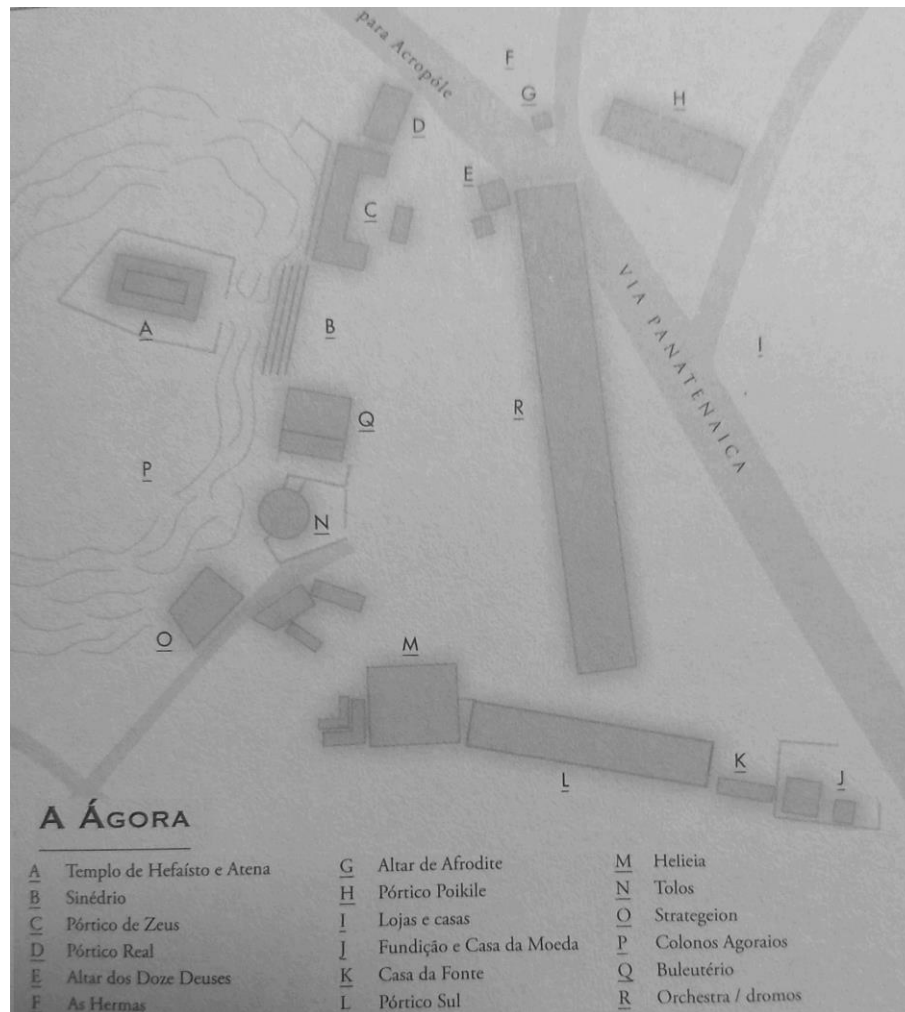 para Acropóle
F
G
H
D
E
C
VIA PANATENAICA
A
B
I
R
Q
P
N
O
M
K
J
L
A ÁGORA
A Templo de Hefaísto e Atena
B Sinédrio
C Pórtico de Zeus
D Pórtico Real
E Altar dos Doze Deuses
F As Hermas
G Altar de Afrodite
H Pórtico Poikile
I Lojas e casas
J Fundição e Casa da Moeda
K Casa da Fonte
L Pórtico Sul
M Helieia
N Tolos
O Strategeion
P Colonos Agoraios
Q Buleutério
R Orchestra / dromos